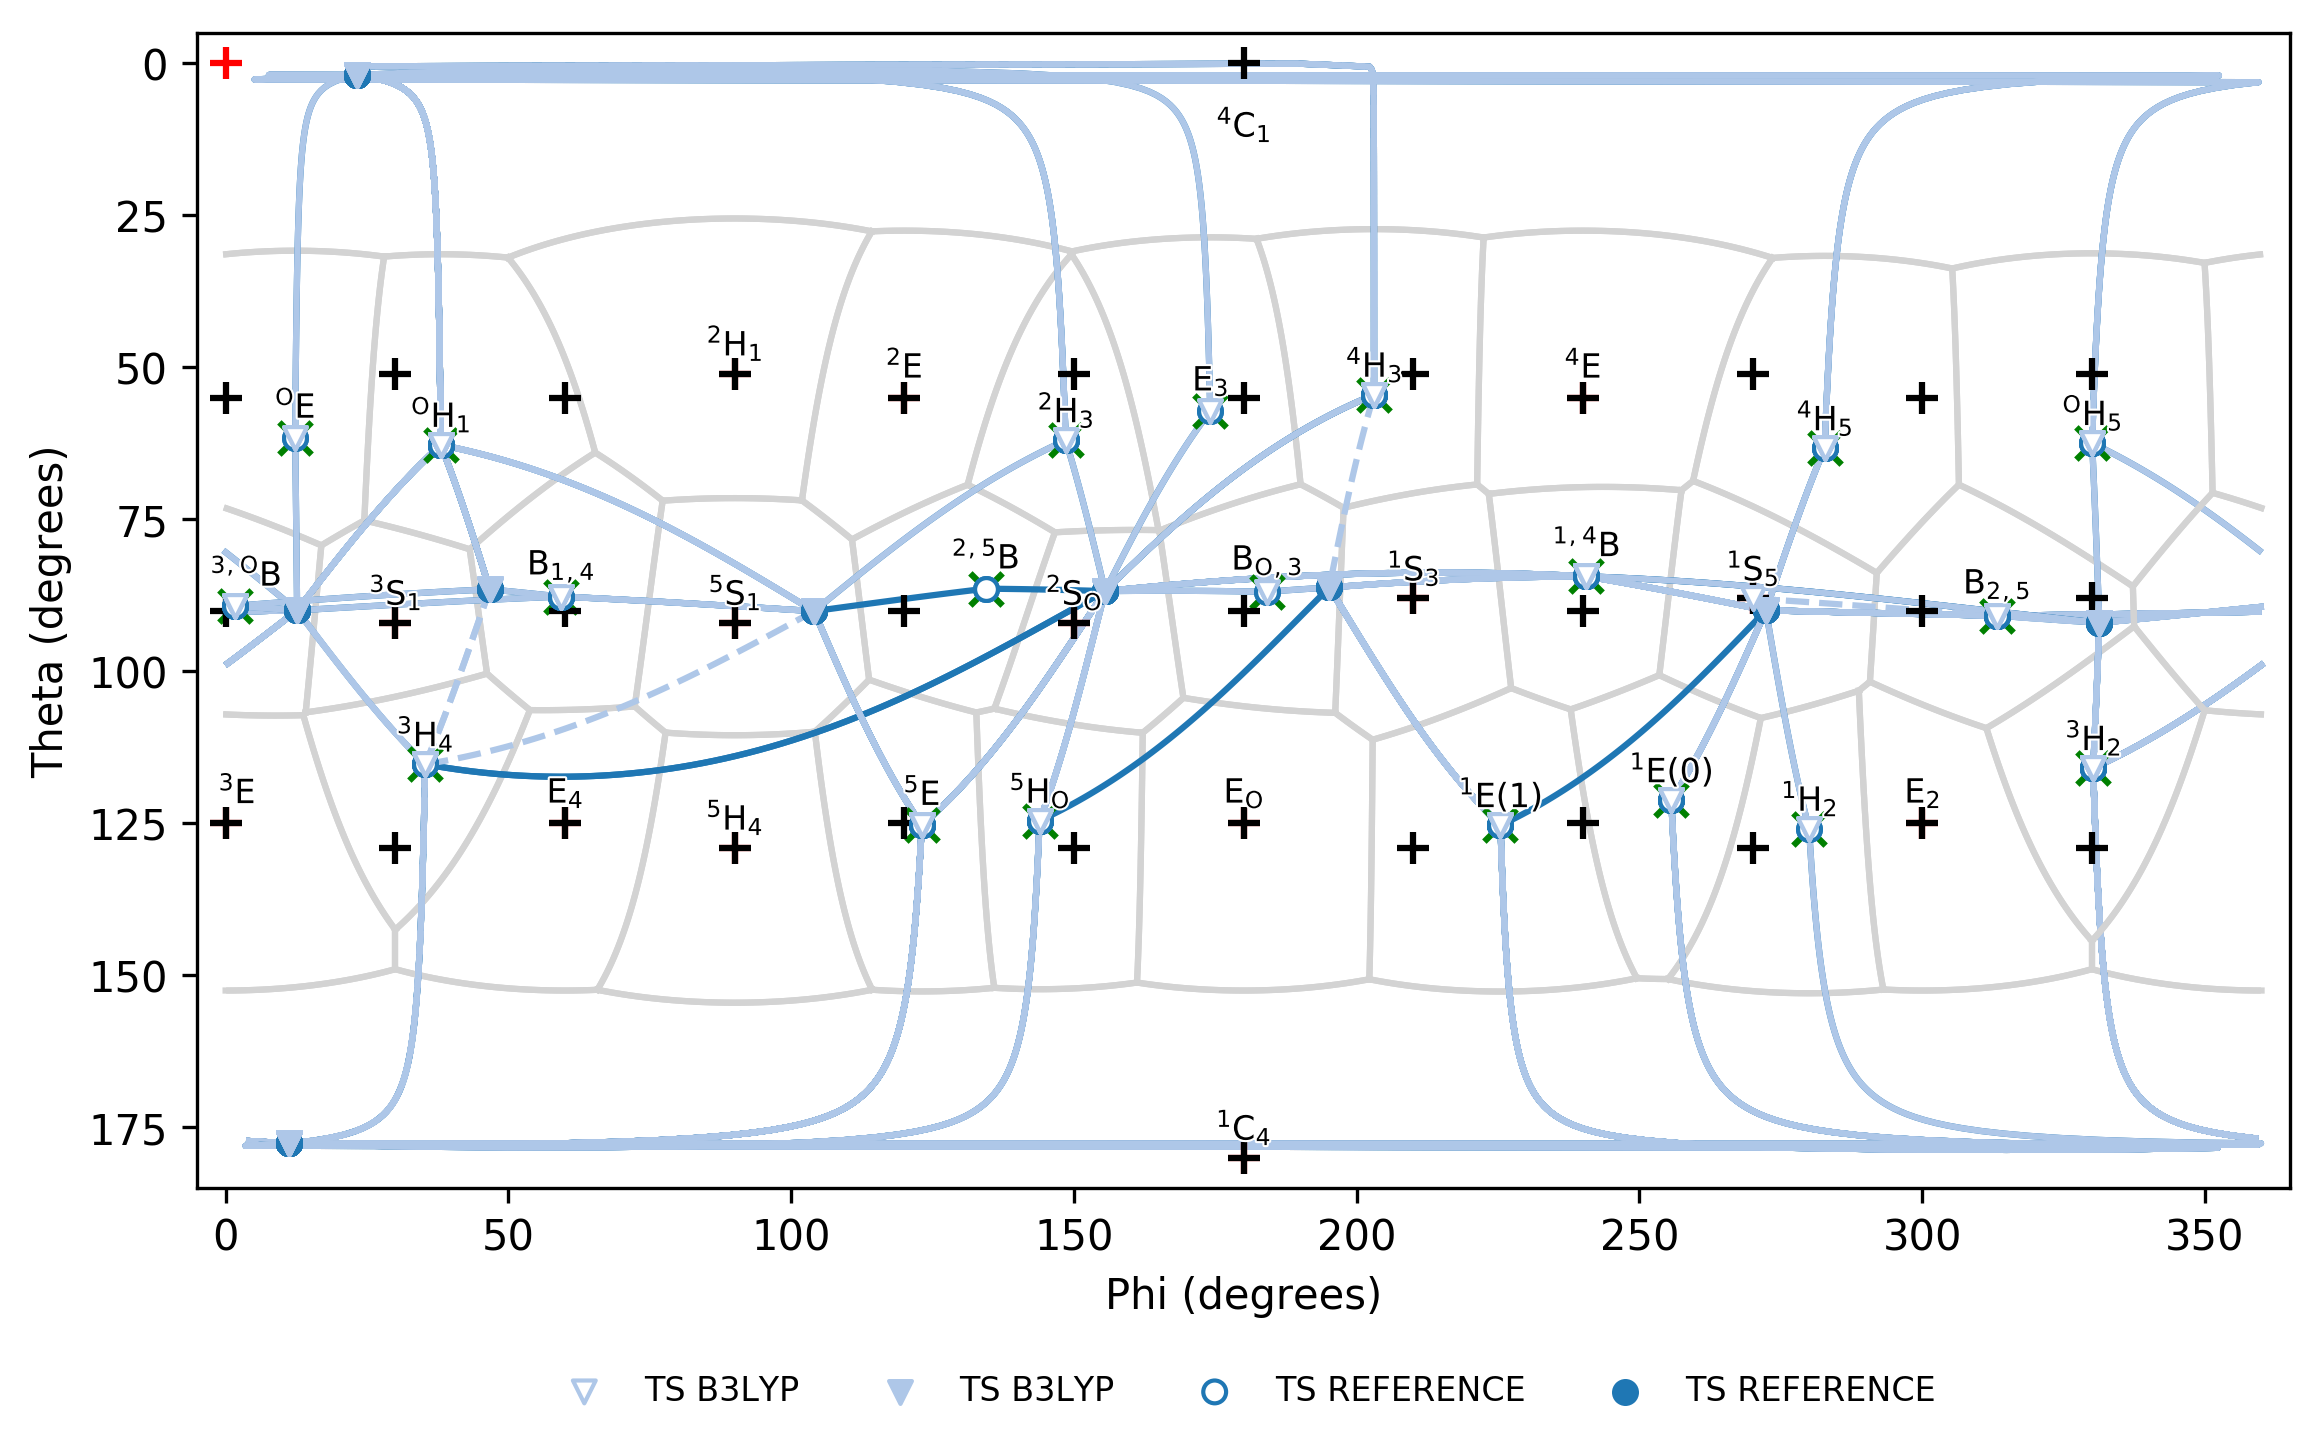 0
⁴C₁
25
²H₁
²E
⁴E
50
ᴼE
ᴼH₁
²H₃
E₃
⁴H₃
⁴H₅
ᴼH₅
75
³,ᴼB
³S₁
B₁,₄
⁵S₁
²,⁵B
²Sₒ
Bₒ,₃
¹S₃
¹,⁴B
¹S₅
B₂,₅
100
³H₄
³H₂
³E
E₄
⁵H₄
⁵E
⁵Hₒ
Eₒ
¹E(1)
¹E(0)
¹H₂
E₂
125
150
175
¹C₄
Theta (degrees)
0 50 100 150 200 250 300 350
Phi (degrees)
TS B3LYP TS B3LYP TS REFERENCE TS REFERENCE